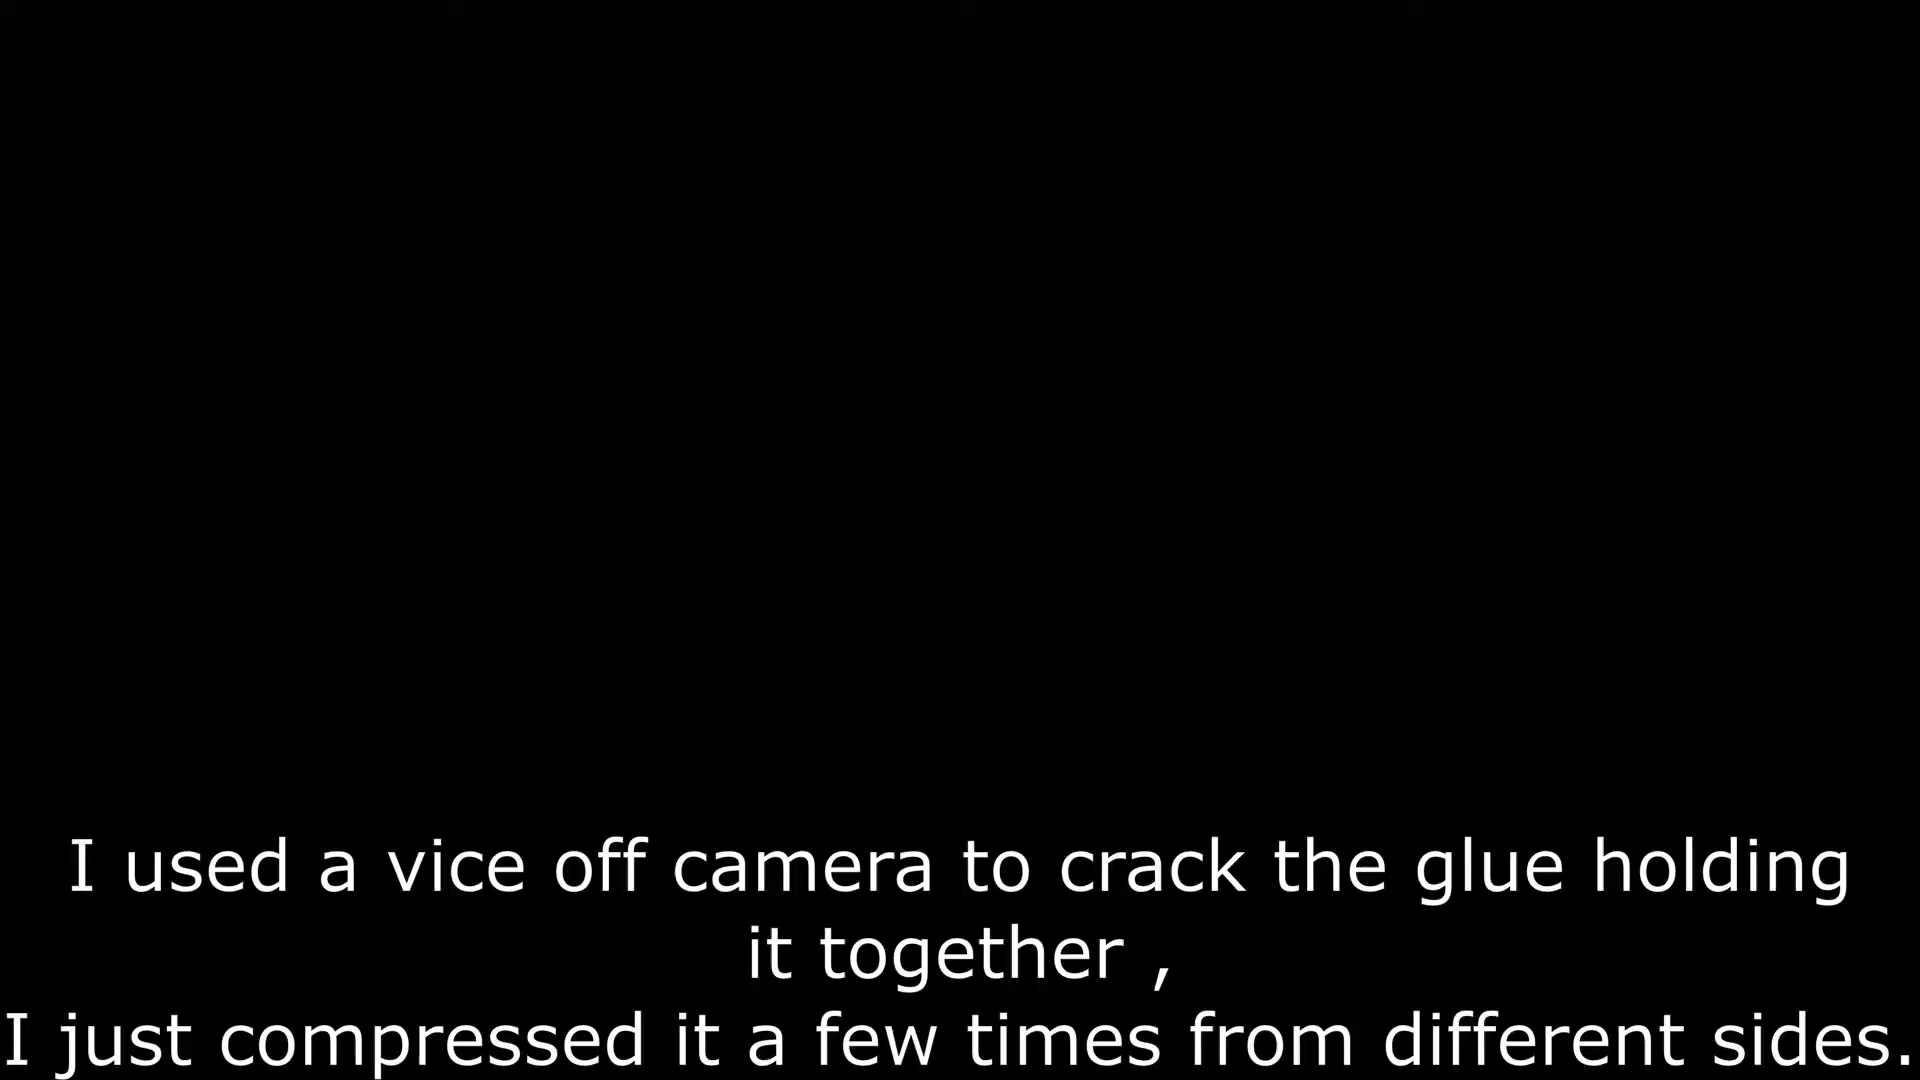 I used a vice off camera to crack the glue holding
it together ,
I just compressed it a few times from different sides.